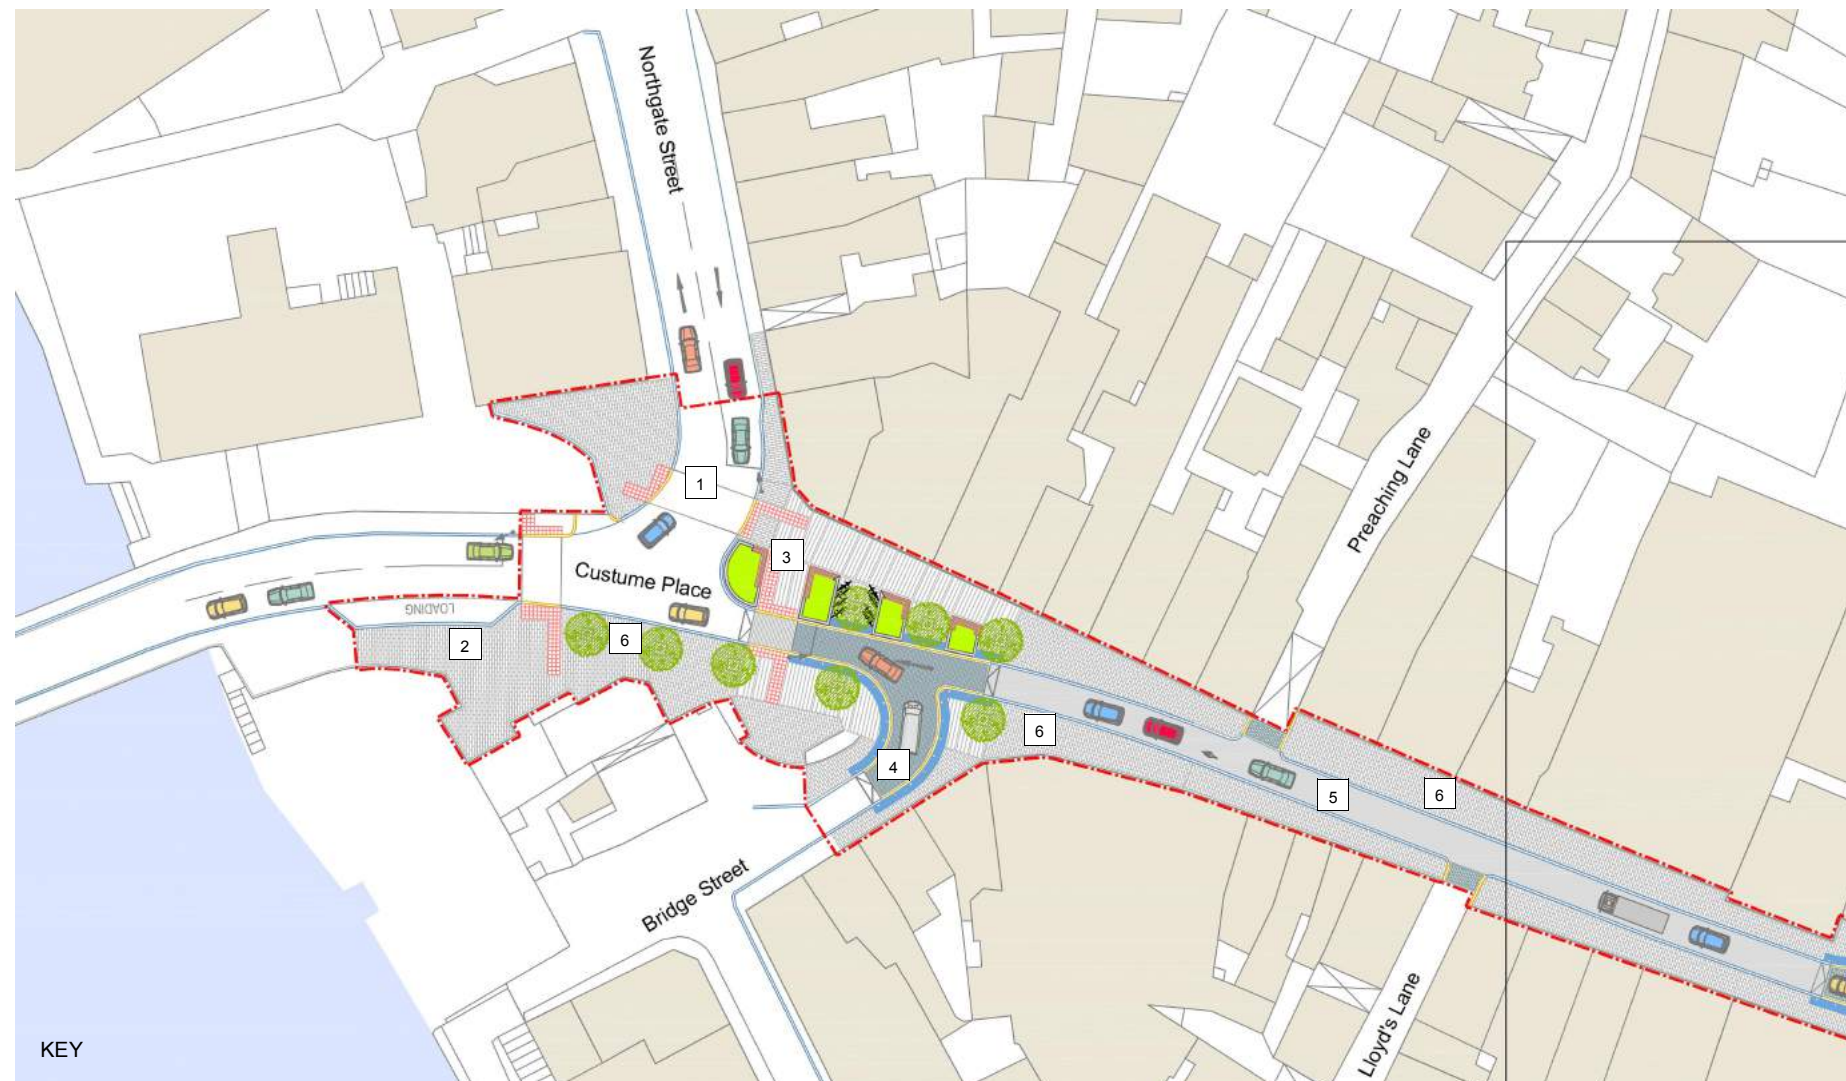 Northgate Street
1
3
Custume Place
LOADING
2
6
Preaching Lane
6
4
5
6
Bridge Street
Lloyd's Lane
KEY